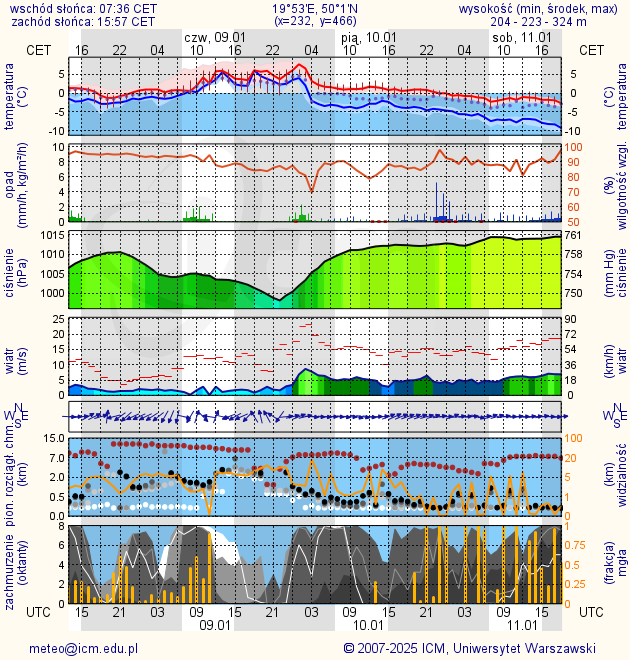 wschód słońca: 07:36 CET 19°53'E, 50°1'N wysokość (min, środek, max)
zachód słońca: 15:57 CET (x=232, y=466) 204 - 223 - 324 m
czw, 09.01 pią, 10.01 sob, 11.01
CET 16 22 04 10 16 22 04 10 16 22 04 10 16 CET
temperatura (°C) 5 0 -5 -10 5 0 -5 -10 (°C) temperatura
opad (mm/h, kg/m²/h) 10 8 6 4 2 0 100 90 80 70 60 50 (%) wilgotność wzgl.
ciśnienie (hPa) 1015 1010 1005 1000 761 758 754 750 (mm Hg) ciśnienie
wiatr (m/s) 25 20 15 10 5 0 90 72 54 36 18 0 (km/h) wiatr
N W E S N W E S
pion. rozciągł. chm. (km) 15.0 7.0 2.0 0.5 0.0 100 20 5 1 0 (km) widzialność
zachmurzenie (oktanty) 8 6 4 2 0 1 0.75 0.5 0.25 0 (frakcja) mgła
UTC 15 21 03 09 15 21 03 09 15 21 03 09 15 UTC
09.01 10.01 11.01
meteo@icm.edu.pl © 2007-2025 ICM, Uniwersytet Warszawski